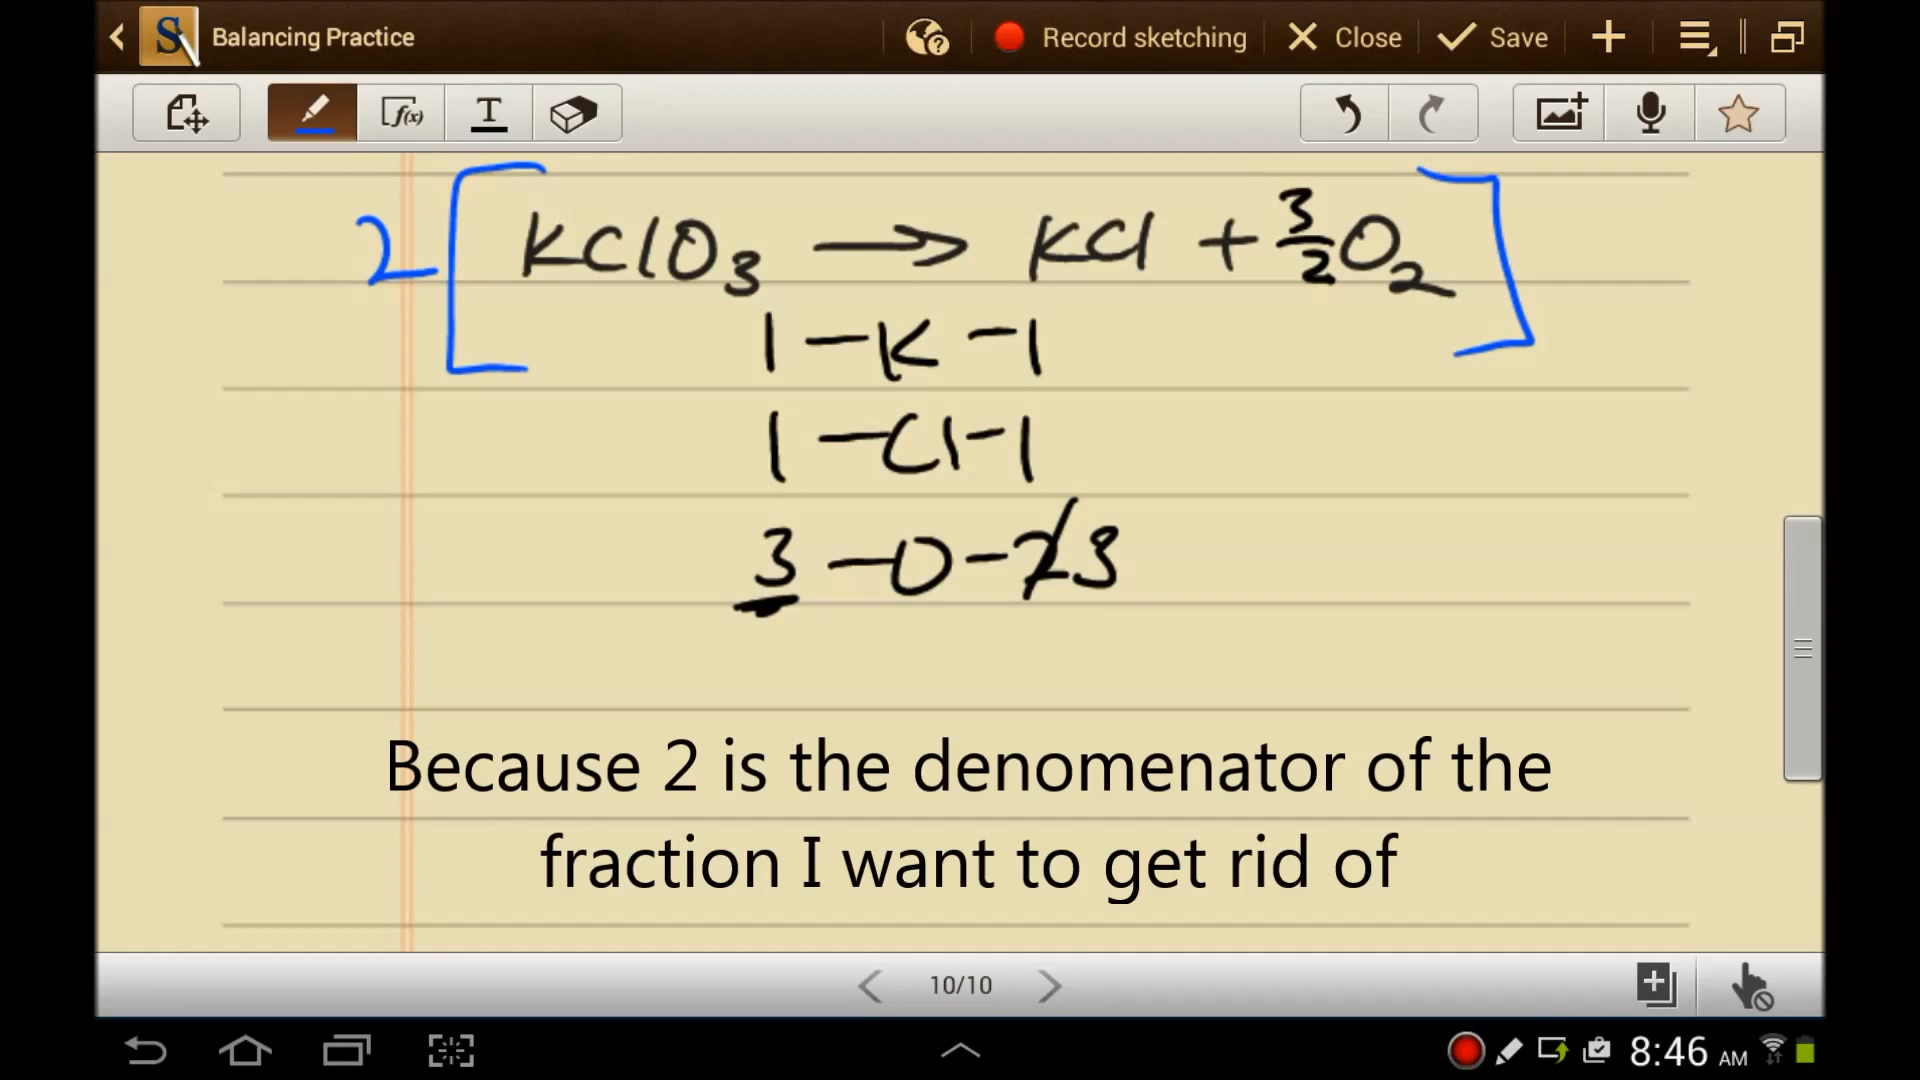 Balancing Practice
Record sketching
Close
Save
f(x)
T
2[KClO₃ → KCl + 3/2 O₂]
1 - K - 1
1 - Cl - 1
3 - O - 2 3
Because 2 is the denomenator of the
fraction I want to get rid of
10/10
8:46 AM